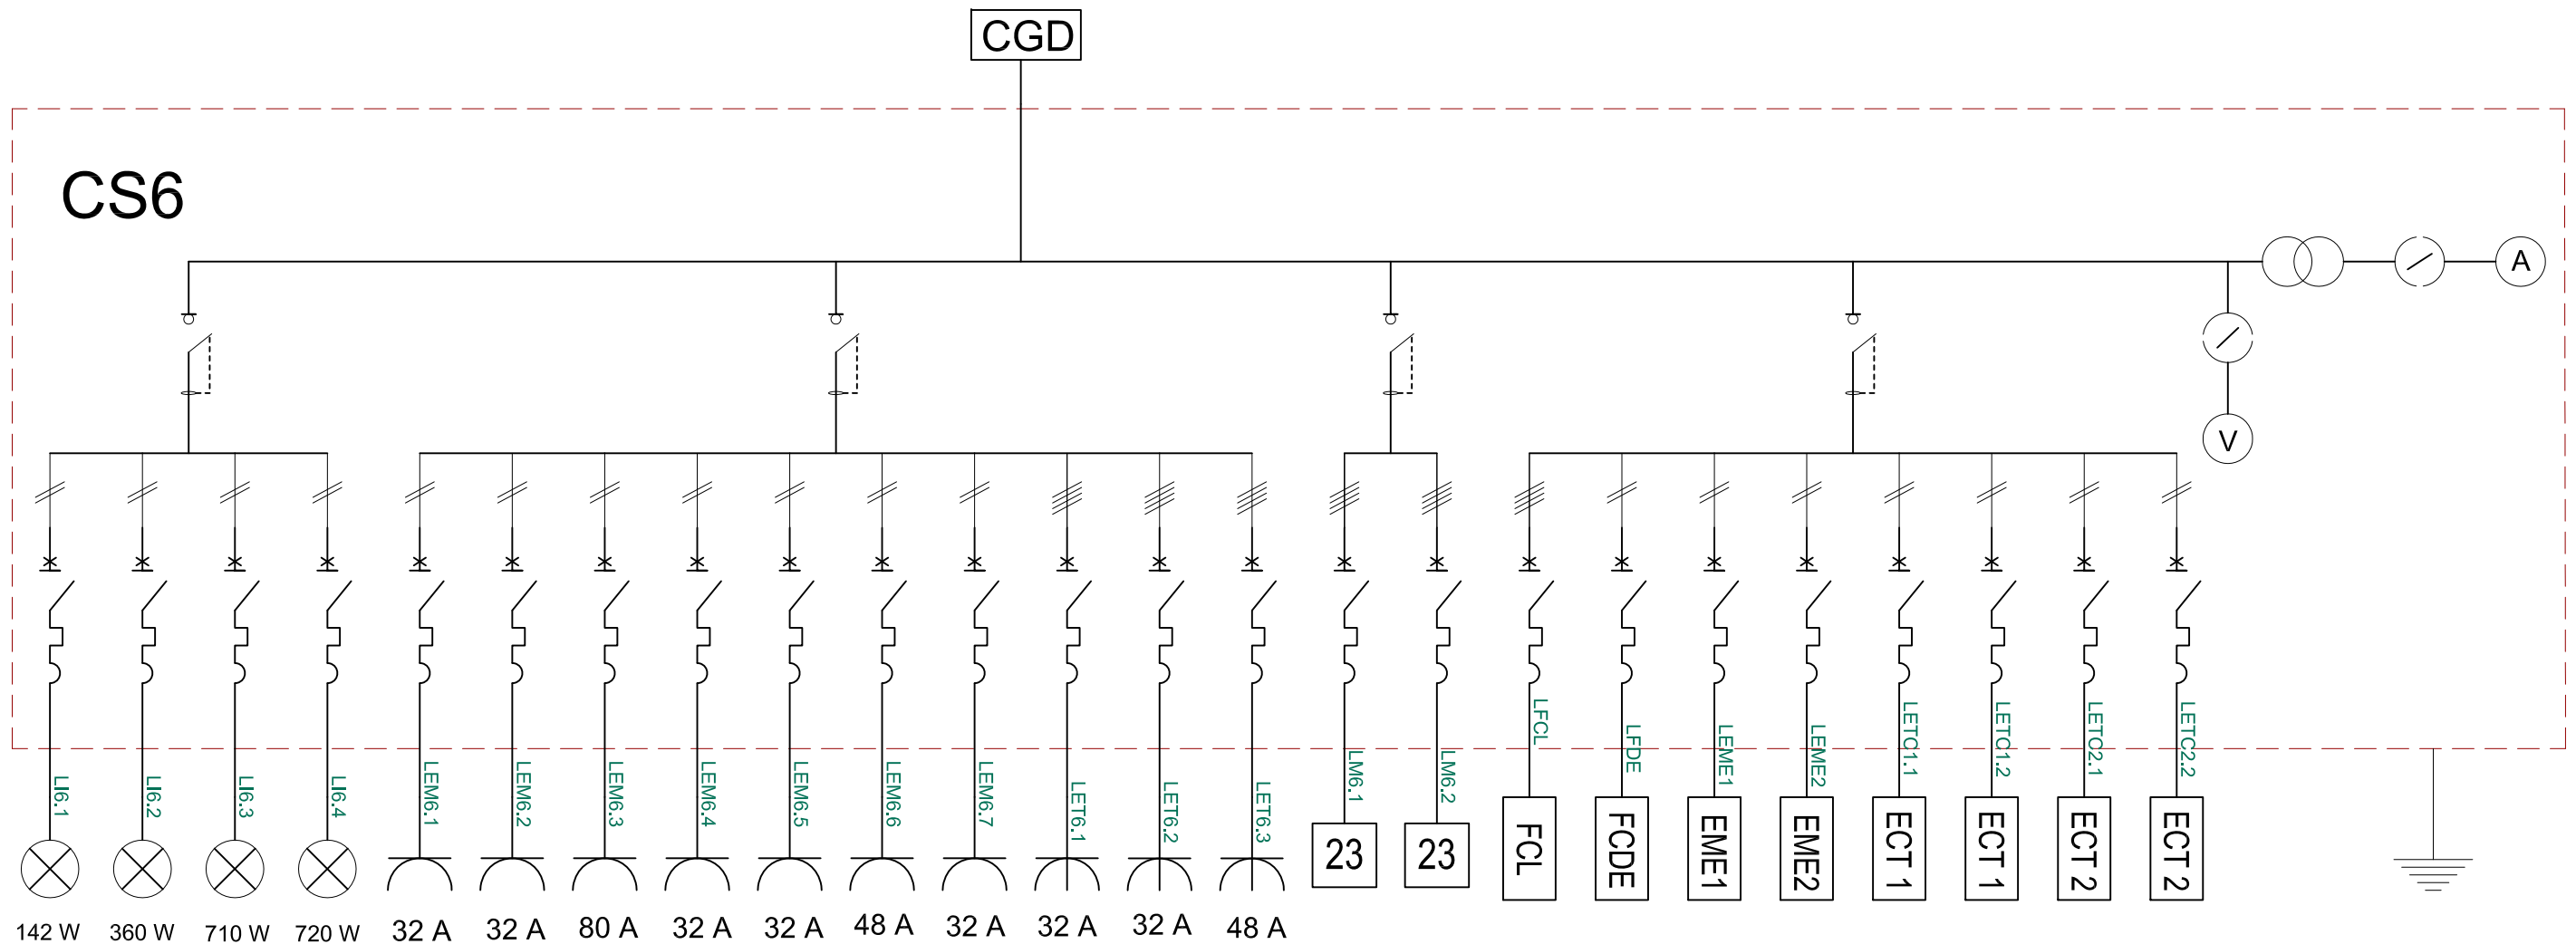 CGD
CS6
A
V
LI6.1
LI6.2
LI6.3
LI6.4
LEM6.1
LEM6.2
LEM6.3
LEM6.4
LEM6.5
LEM6.6
LEM6.7
LET6.1
LET6.2
LET6.3
LM6.1
LM6.2
LFCL
LFDE
LEME1
LEME2
LETC1.1
LETC1.2
LETC2.1
LETC2.2
23
23
FCL
FCDE
EME1
EME2
ECT 1
ECT 1
ECT 2
ECT 2
142 W
360 W
710 W
720 W
32 A
32 A
80 A
32 A
32 A
48 A
32 A
32 A
32 A
48 A